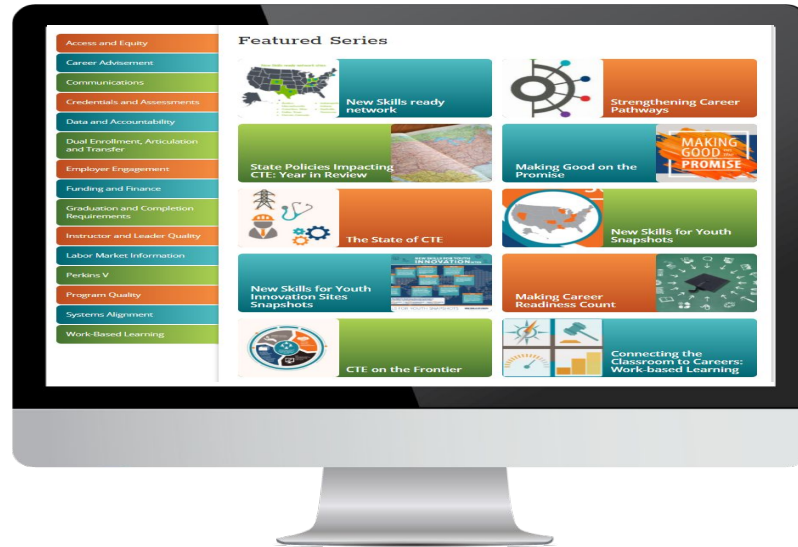 Access and Equity
Career Advisement
Communications
Credentials and Assessments
Data and Accountability
Dual Enrollment, Articulation
and Transfer
Employer Engagement
Funding and Finance
Graduation and Completion
Requirements
Instructor and Leader Quality
Labor Market Information
Perkins V
Program Quality
Systems Alignment
Work-Based Learning
Featured Series
New Skills ready
network
Strengthening Career
Pathways
State Policies Impacting
CTE: Year in Review
Making Good on the
Promise
MAKING
GOOD
PROMISE
The State of CTE
New Skills for Youth
Snapshots
New Skills for Youth
Innovation Sites
Snapshots
Making Career
Readiness Count
CTE on the Frontier
Connecting the
Classroom to Careers:
Work-based Learning